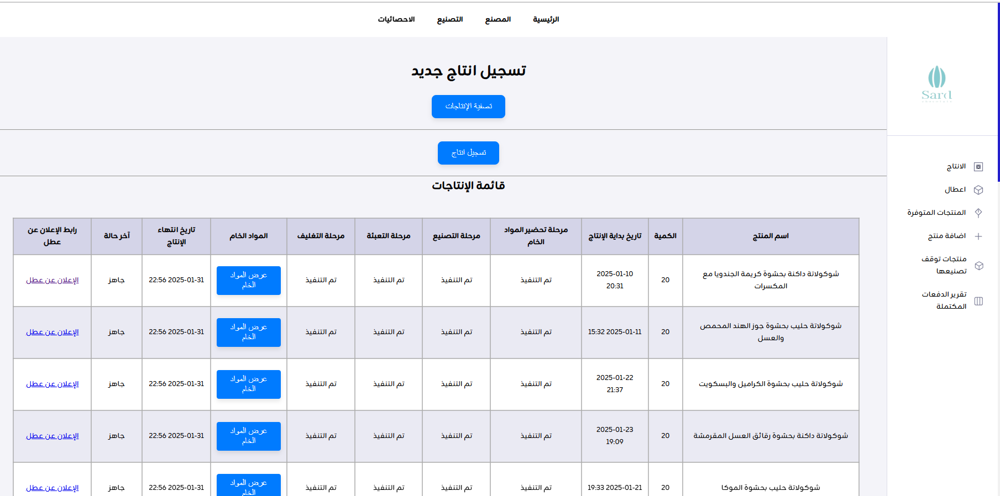 الرئيسية
المصنع
التصنيع
الاحصائيات
Sard
الانتاج
اعطال
المنتجات المتوفرة
اضافة منتج
منتجات توقف
تصنيعها
تقرير الدفعات
المكتملة
تسجيل انتاج جديد
تصفية الإنتاجات
تسجيل انتاج
قائمة الإنتاجات
اسم المنتج
الكمية
تاريخ بداية الإنتاج
مرحلة تحضير المواد
الخام
مرحلة التصنيع
مرحلة التعبئة
مرحلة التغليف
المواد الخام
تاريخ انتهاء
الإنتاج
آخر حالة
رابط الإعلان عن
عطل
شوكولاتة داكنة بحشوة كريمة الجندويا مع
المكسرات
20
2025-01-10
20:31
تم التنفيذ
تم التنفيذ
تم التنفيذ
تم التنفيذ
عرض المواد
الخام
22:56 2025-01-31
جاهز
الإعلان عن عطل
شوكولاتة حليب بحشوة جوز الهند المحمص
والعسل
20
15:32 2025-01-11
تم التنفيذ
تم التنفيذ
تم التنفيذ
تم التنفيذ
عرض المواد
الخام
22:56 2025-01-31
جاهز
الإعلان عن عطل
شوكولاتة حليب بحشوة الكراميل والبسكويت
20
2025-01-22
21:37
تم التنفيذ
تم التنفيذ
تم التنفيذ
تم التنفيذ
عرض المواد
الخام
22:56 2025-01-31
جاهز
الإعلان عن عطل
شوكولاتة داكنة بحشوة رقائق العسل المقرمشة
20
2025-01-23
19:09
تم التنفيذ
تم التنفيذ
تم التنفيذ
تم التنفيذ
عرض المواد
الخام
22:56 2025-01-31
جاهز
الإعلان عن عطل
شوكولاتة حليب بحشوة الموكا
20
19:33 2025-01-21
تم التنفيذ
تم التنفيذ
تم التنفيذ
تم التنفيذ
عرض المواد
الخام
22:56 2025-01-31
جاهز
الإعلان عن عطل